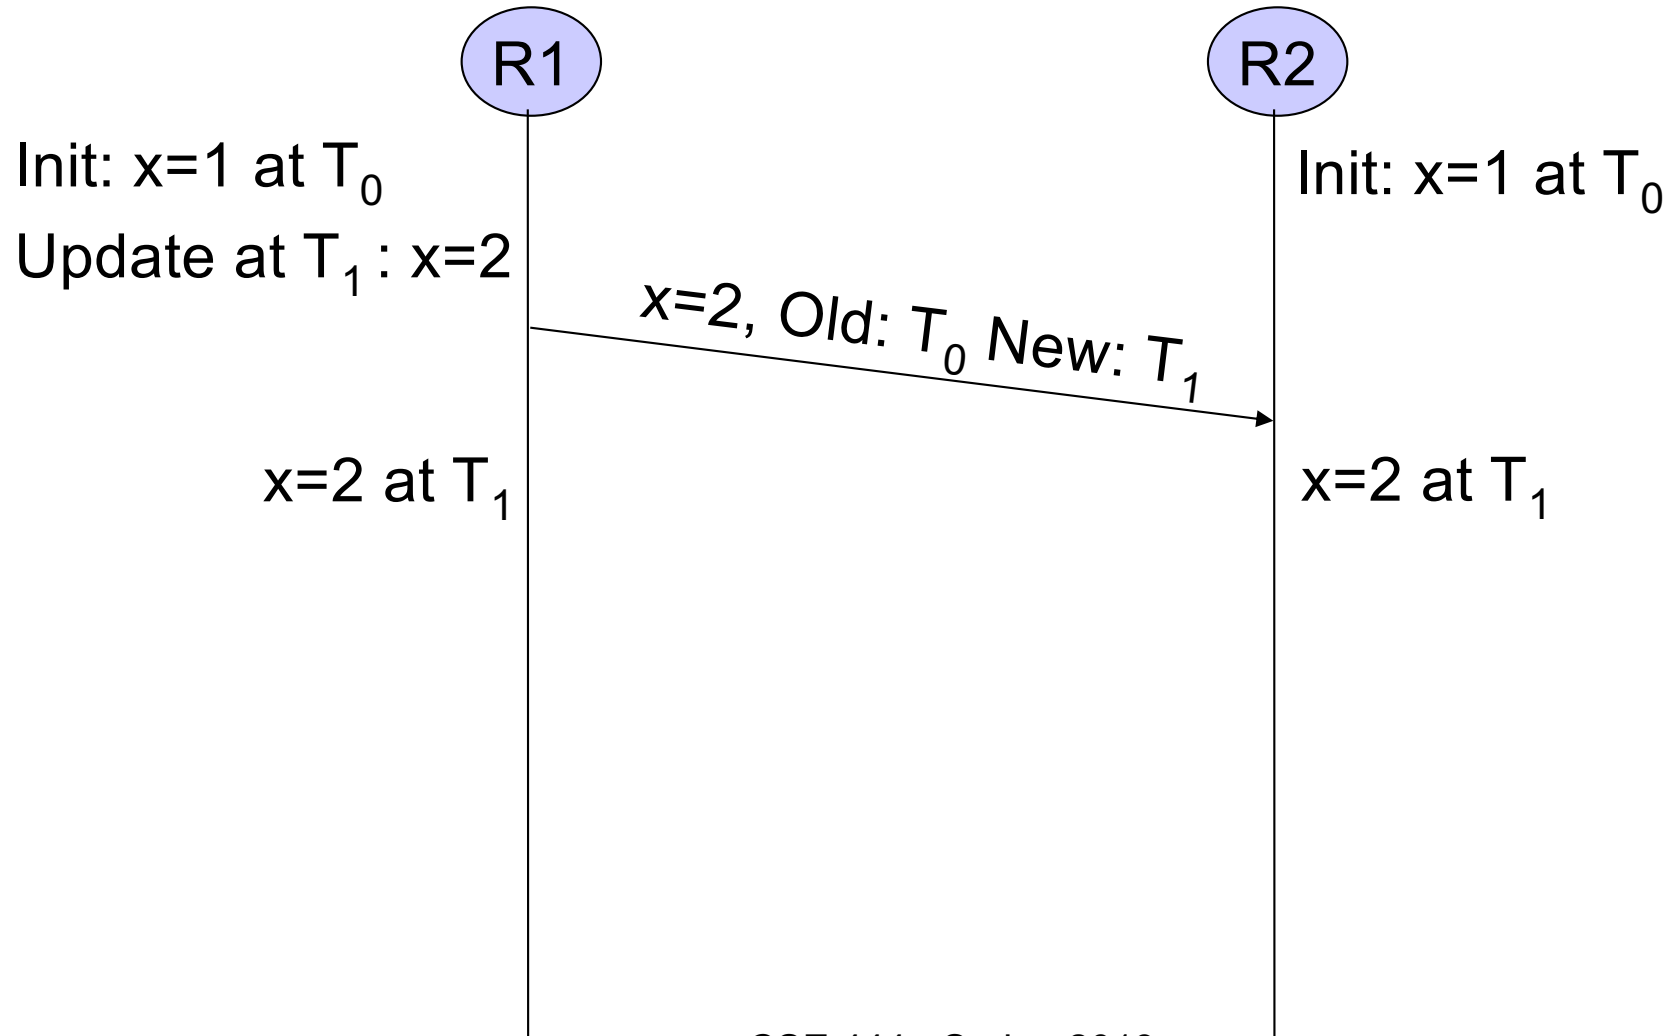 R1
R2
Init: x=1 at T₀
Init: x=1 at T₀
Update at T₁ : x=2
x=2, Old: T₀ New: T₁
x=2 at T₁
x=2 at T₁